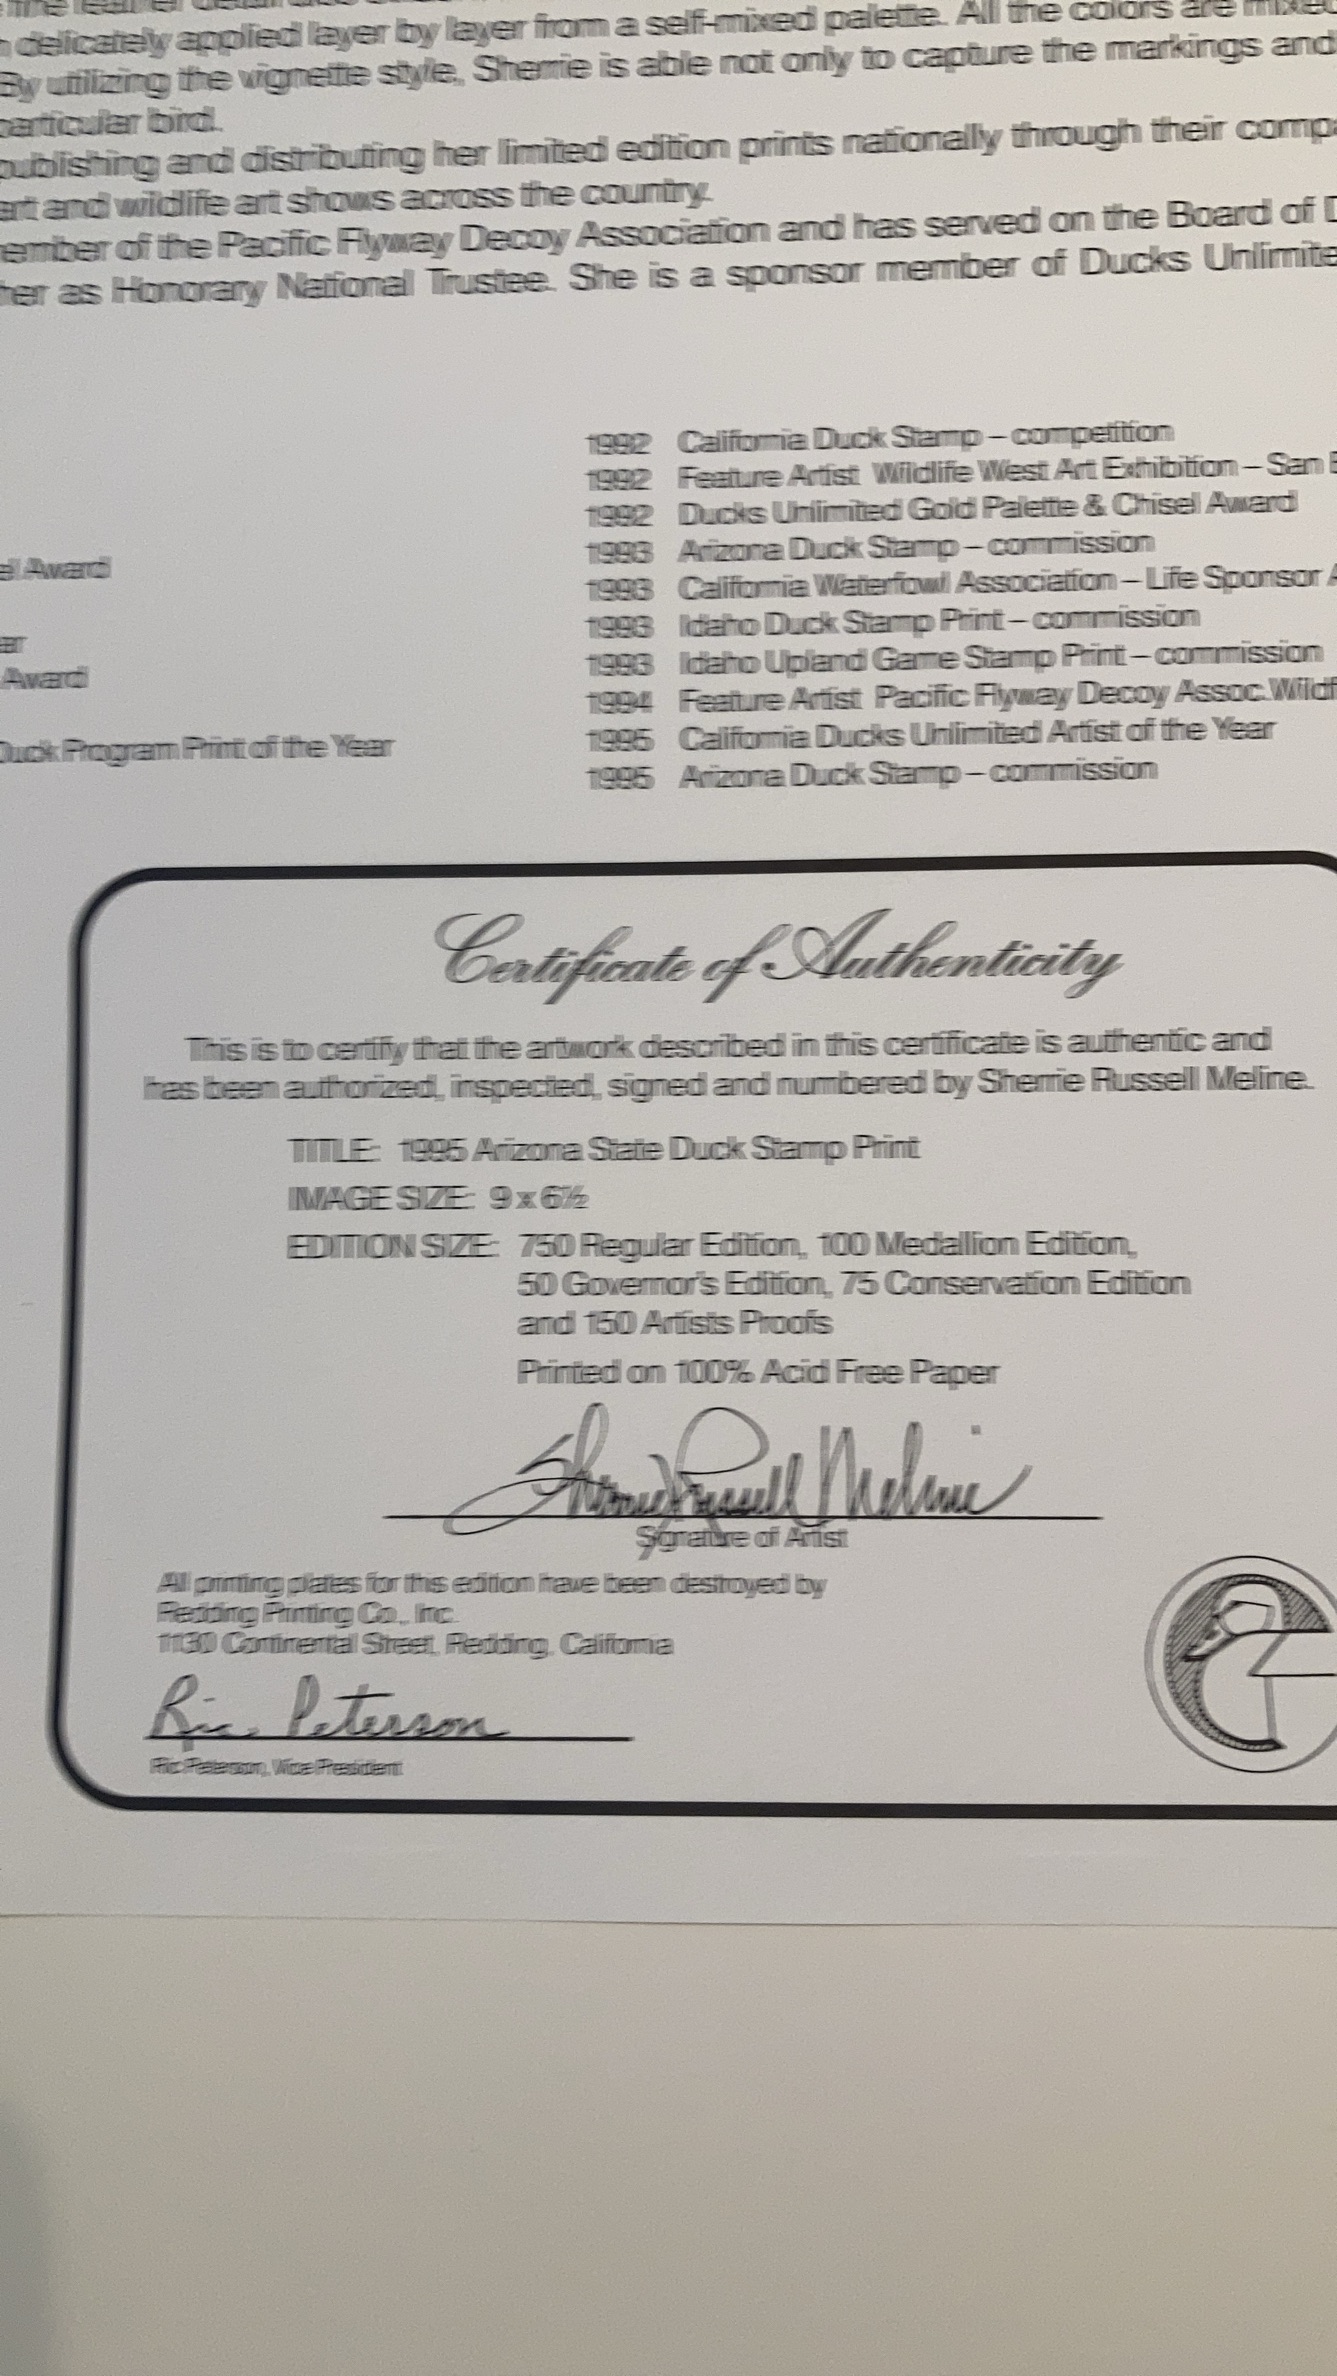 delicately applied layer by layer from a self-mixed palette. All the colors are mixed
By utilizing the vignette style, Sherrie is able not only to capture the markings and
particular bird.
publishing and distributing her limited edition prints nationally through their comp
art and wildlife art shows across the country.
ember of the Pacific Flyway Decoy Association and has served on the Board of D
her as Honorary National Trustee. She is a sponsor member of Ducks Unlimite
el Award
ar
Award
Duck Program Print of the Year
1992 California Duck Stamp – competition
1992 Feature Artist Wildlife West Art Exhibition – San B
1992 Ducks Unlimited Gold Palette & Chisel Award
1993 Arizona Duck Stamp – commission
1993 California Waterfowl Association – Life Sponsor A
1993 Idaho Duck Stamp Print – commission
1993 Idaho Upland Game Stamp Print – commission
1994 Feature Artist Pacific Flyway Decoy Assoc. Wildf
1995 California Ducks Unlimited Artist of the Year
1995 Arizona Duck Stamp – commission
Certificate of Authenticity
This is to certify that the artwork described in this certificate is authentic and
has been authorized, inspected, signed and numbered by Sherrie Russell Meline.
TITLE: 1995 Arizona State Duck Stamp Print
IMAGE SIZE: 9 x 6½
EDITION SIZE: 750 Regular Edition, 100 Medallion Edition,
50 Governor's Edition, 75 Conservation Edition
and 150 Artists Proofs
Printed on 100% Acid Free Paper
Sherrie Russell Meline
Signature of Artist
All printing plates for this edition have been destroyed by
Redding Printing Co., Inc.
1130 Continental Street, Redding, California
Ric Peterson
Ric Peterson, Vice President